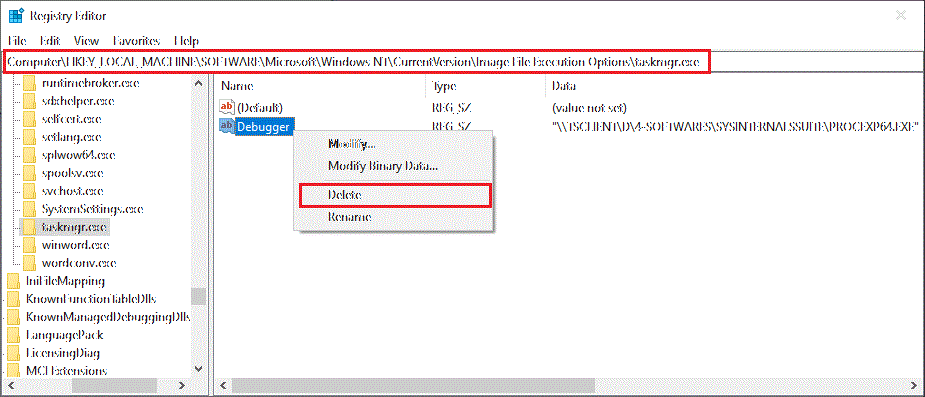 Registry Editor
File Edit View Favorites Help
Computer\HKEY_LOCAL_MACHINE\SOFTWARE\Microsoft\Windows NT\CurrentVersion\Image File Execution Options\taskmgr.exe
runtimebroker.exe
sdxhelper.exe
selfcert.exe
setlang.exe
splwow64.exe
spoolsv.exe
svchost.exe
SystemSettings.exe
taskmgr.exe
winword.exe
wordconv.exe
IniFileMapping
KnownFunctionTableDlls
KnownManagedDebuggingDlls
LanguagePack
LicensingDiag
MCI Extensions
Name Type Data
ab (Default) REG_SZ (value not set)
ab Debugger REG_SZ "\\TSCLIENT\D\4-SOFTWARES\SYSINTERNALSSUITE\PROCEXP64.EXE"
Modify...
Modify Binary Data...
Delete
Rename